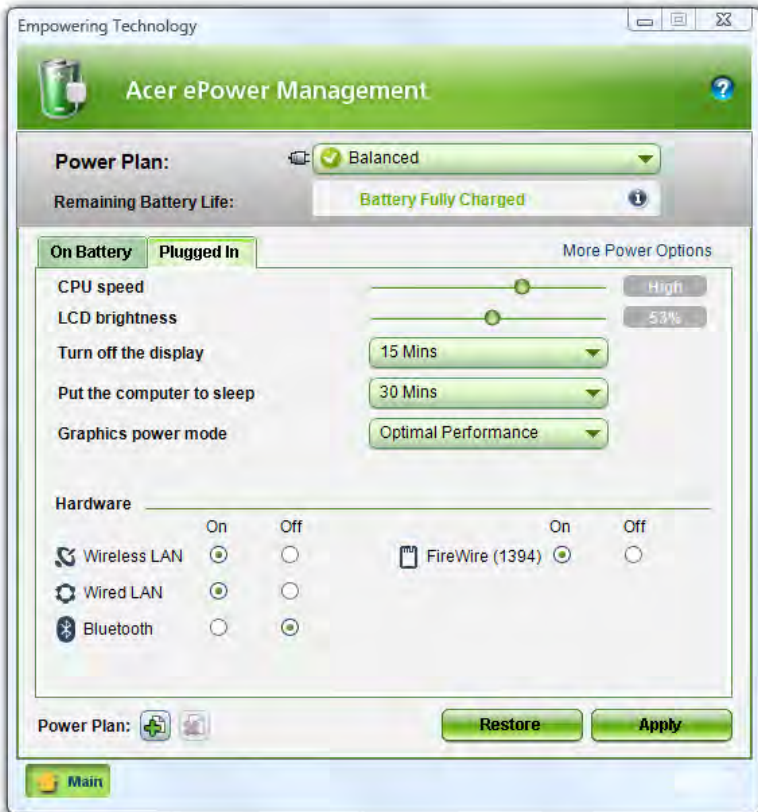 Empowering Technology
Acer ePower Management
Power Plan: Balanced
Remaining Battery Life: Battery Fully Charged
On Battery Plugged In More Power Options
CPU speed High
LCD brightness 53%
Turn off the display 15 Mins
Put the computer to sleep 30 Mins
Graphics power mode Optimal Performance
Hardware
On Off On Off
Wireless LAN FireWire (1394)
Wired LAN
Bluetooth
Power Plan: Restore Apply
Main